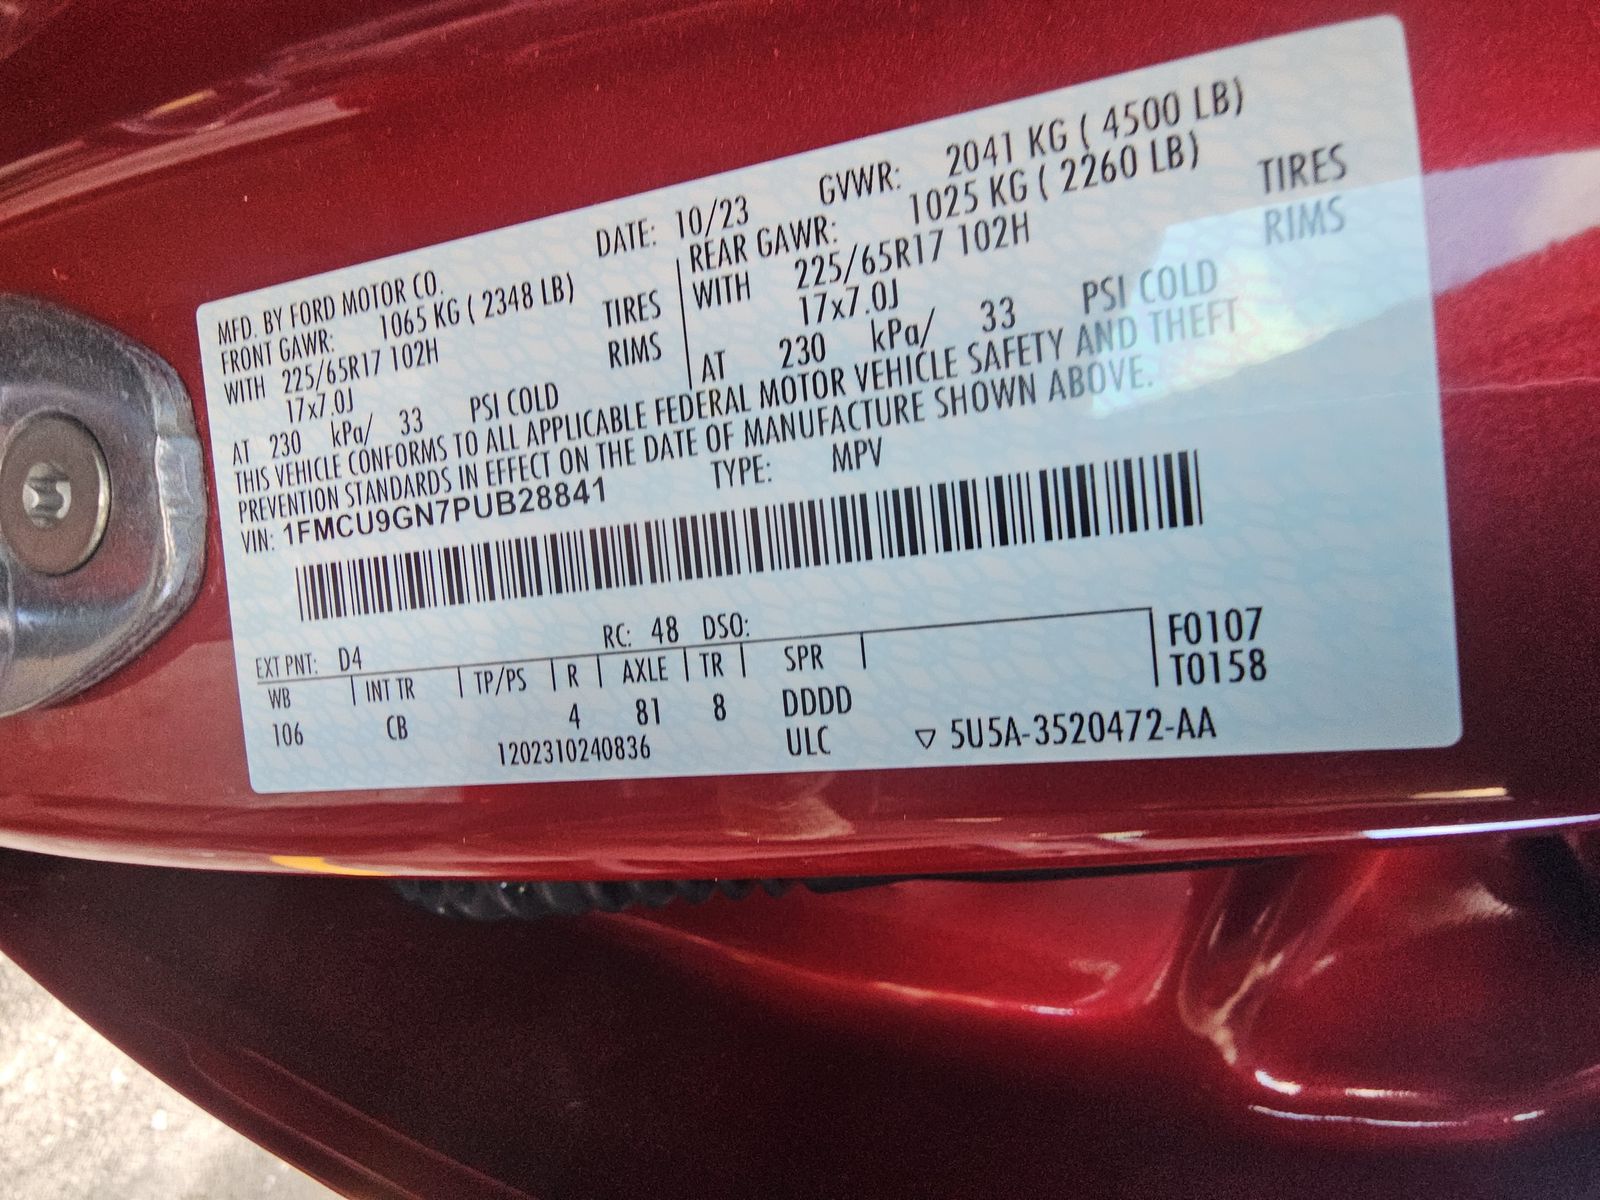 MFD. BY FORD MOTOR CO.
DATE: 10/23
GVWR: 2041 KG ( 4500 LB)
FRONT GAWR: 1065 KG ( 2348 LB)
WITH 225/65R17 102H TIRES
17x7.0J RIMS
AT 230 kPa/ 33 PSI COLD
REAR GAWR: 1025 KG ( 2260 LB)
WITH 225/65R17 102H TIRES
17x7.0J RIMS
AT 230 kPa/ 33 PSI COLD
THIS VEHICLE CONFORMS TO ALL APPLICABLE FEDERAL MOTOR VEHICLE SAFETY AND THEFT
PREVENTION STANDARDS IN EFFECT ON THE DATE OF MANUFACTURE SHOWN ABOVE.
VIN: 1FMCU9GN7PUB28841
TYPE: MPV
EXT PNT: D4
RC: 48 DSO:
WB | INT TR | TP/PS | R | AXLE | TR | SPR |
106 CB 4 81 8 DDDD
1202310240836 ULC
F0107
T0158
▽ 5U5A-3520472-AA